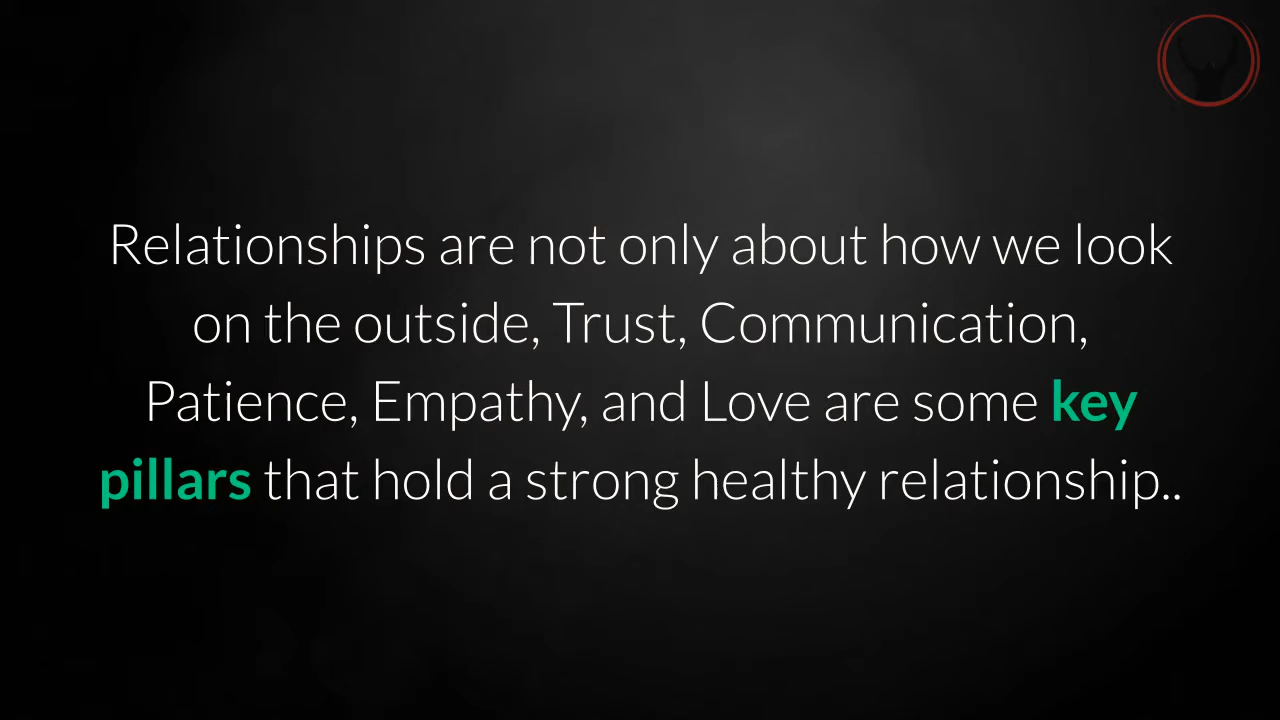 Relationships are not only about how we look
on the outside, Trust, Communication,
Patience, Empathy, and Love are some key
pillars that hold a strong healthy relationship..